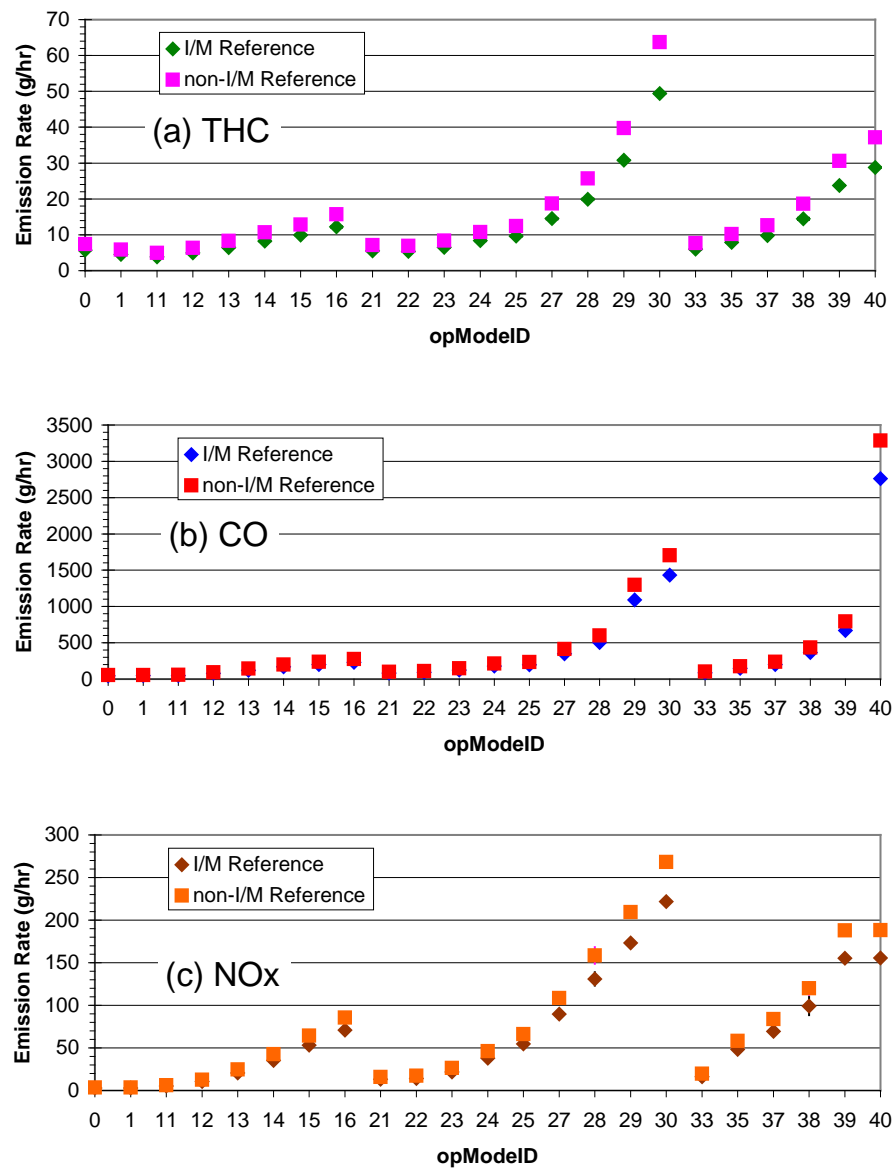 70
60
50
40
30
20
10
0
Emission Rate (g/hr)
I/M Reference
non-I/M Reference
(a) THC
0 1 11 12 13 14 15 16 21 22 23 24 25 27 28 29 30 33 35 37 38 39 40
opModeID
3500
3000
2500
2000
1500
1000
500
0
Emission Rate (g/hr)
I/M Reference
non-I/M Reference
(b) CO
0 1 11 12 13 14 15 16 21 22 23 24 25 27 28 29 30 33 35 37 38 39 40
opModeID
300
250
200
150
100
50
0
Emission Rate (g/hr)
I/M Reference
non-I/M Reference
(c) NOx
0 1 11 12 13 14 15 16 21 22 23 24 25 27 28 29 30 33 35 37 38 39 40
opModeID